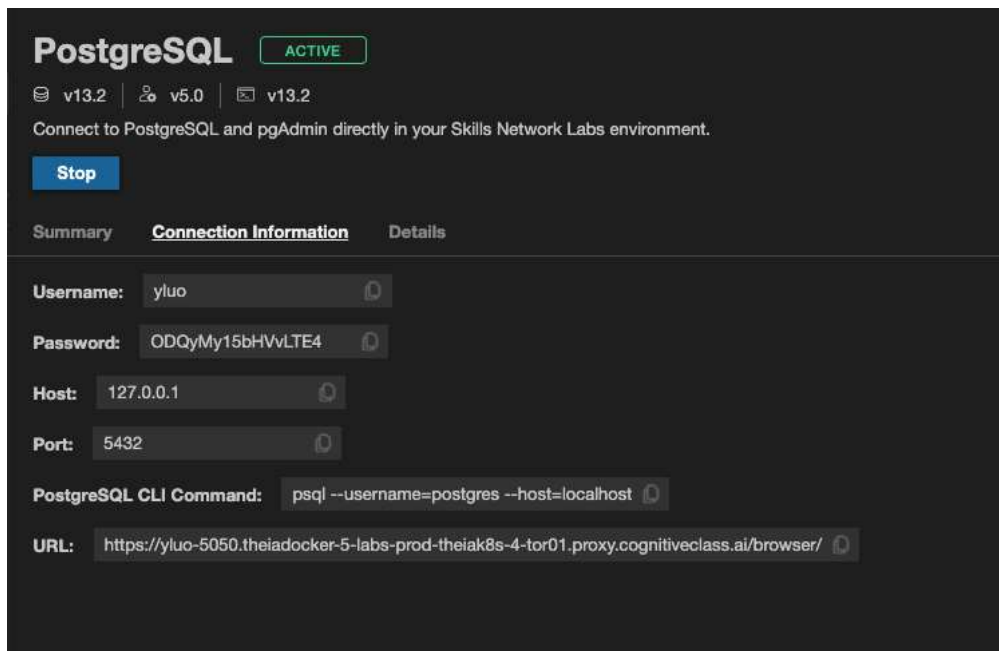 PostgreSQL ACTIVE
v13.2 v5.0 v13.2
Connect to PostgreSQL and pgAdmin directly in your Skills Network Labs environment.
Stop
Summary Connection Information Details
Username: yluo
Password: ODQyMy15bHVvLTE4
Host: 127.0.0.1
Port: 5432
PostgreSQL CLI Command: psql --username=postgres --host=localhost
URL: https://yluo-5050.theiadocker-5-labs-prod-theiak8s-4-tor01.proxy.cognitiveclass.ai/browser/